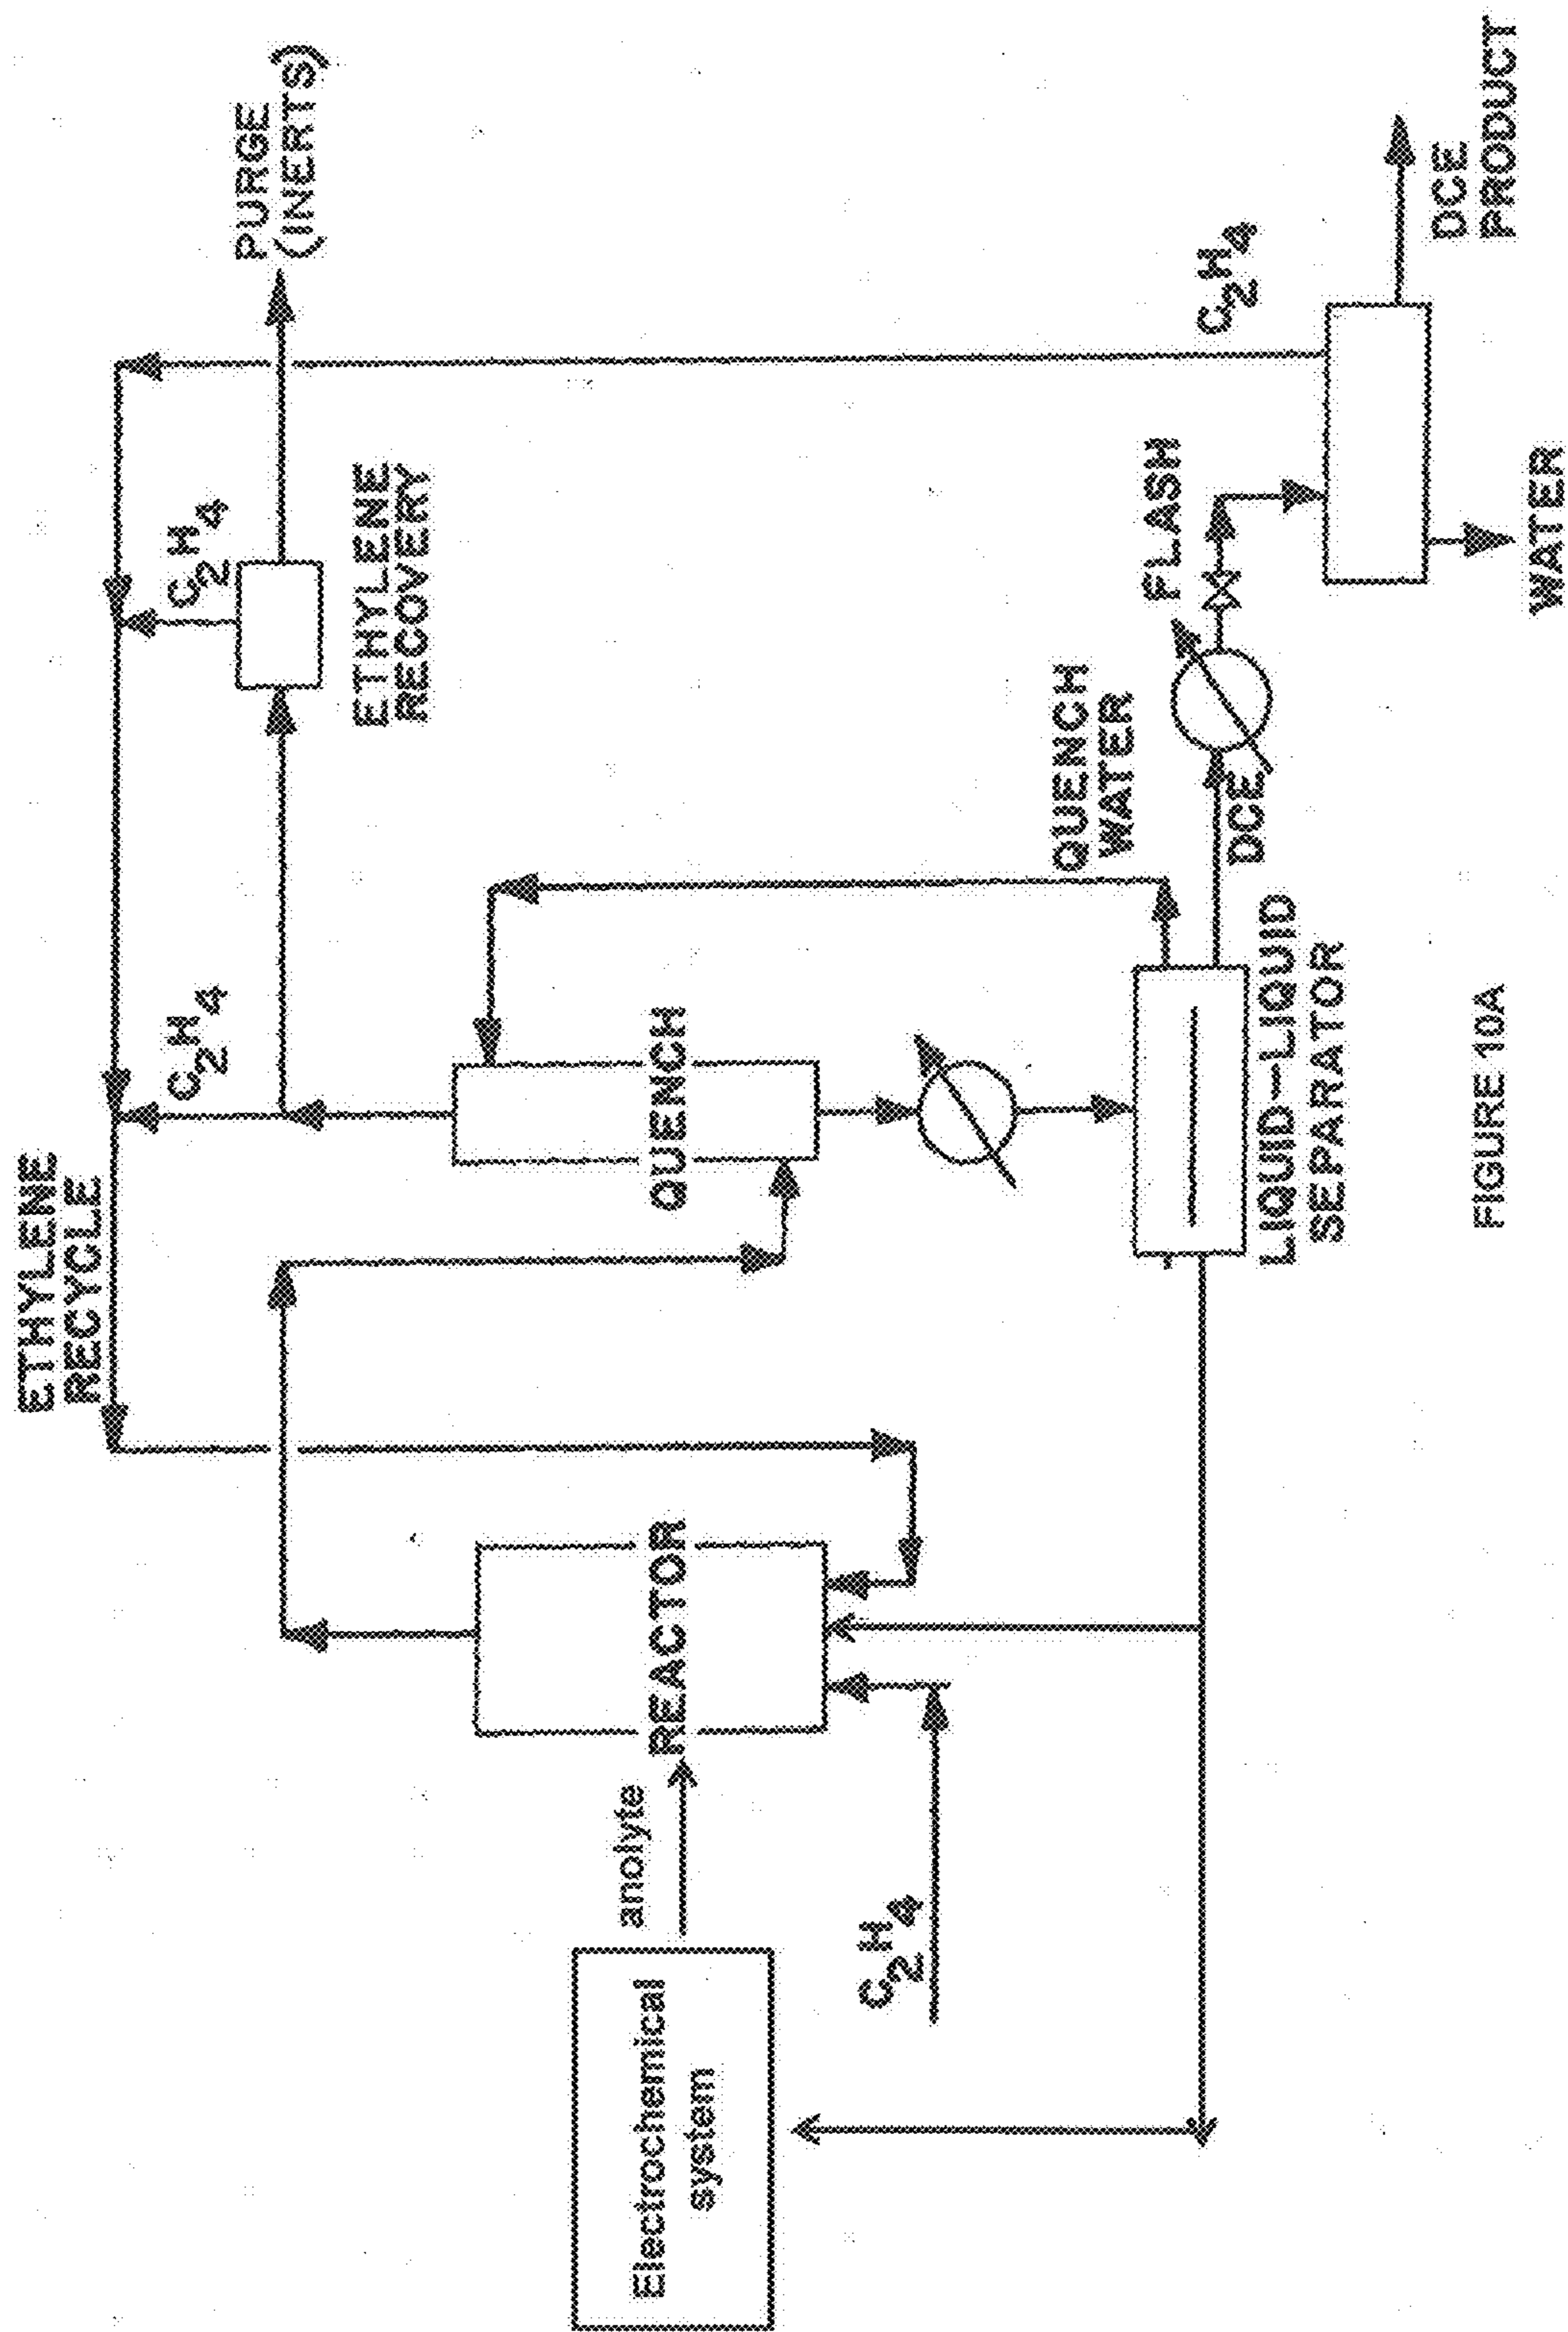 ETHYLENE
RECYCLE
C2H4
C2H4
PURGE
(INERTS)
ETHYLENE
RECOVERY
Electrochemical
system
anolyte
REACTOR
QUENCH
C2H4
QUENCH
WATER
FLASH
C2H4
DCE
LIQUID-LIQUID
SEPARATOR
WATER
DCE
PRODUCT
FIGURE 10A